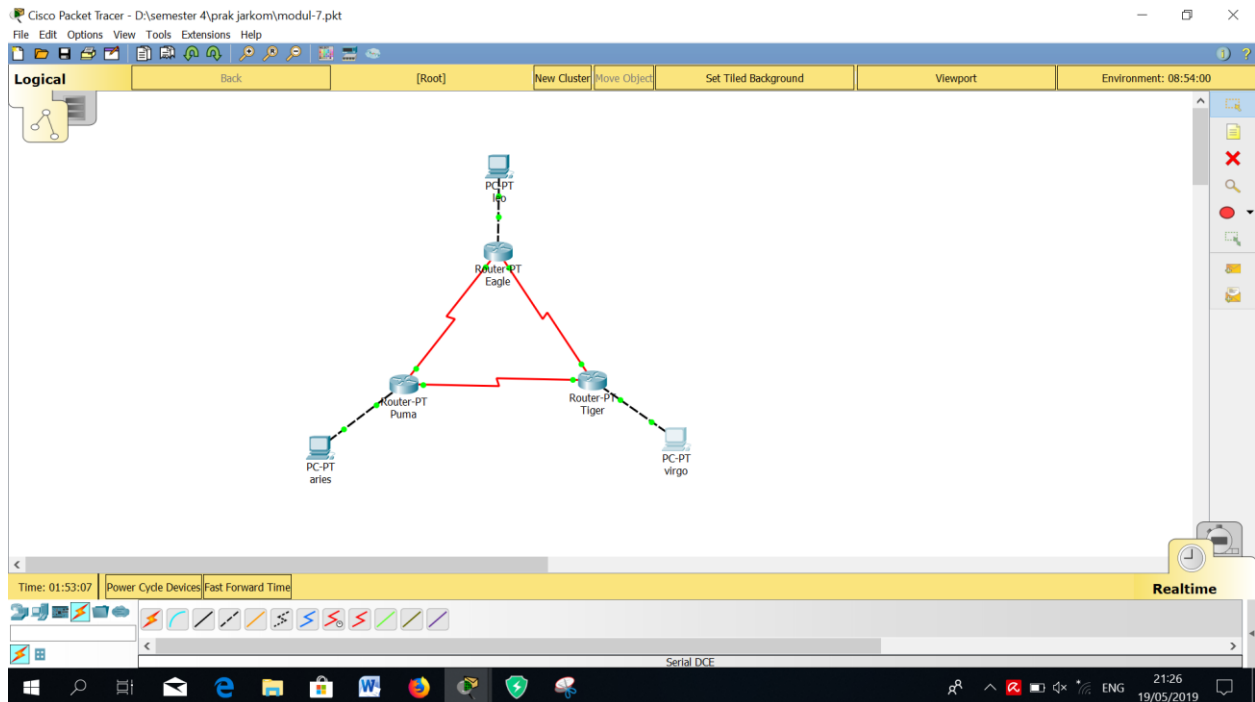 Cisco Packet Tracer - D:\semester 4\prak jarkom\modul-7.pkt
File Edit Options View Tools Extensions Help
Logical Back [Root] New Cluster Move Object Set Tiled Background Viewport Environment: 08:54:00
PC-PT
leo
Router-PT
Eagle
Router-PT
Puma
Router-PT
Tiger
PC-PT
aries
PC-PT
virgo
Time: 01:53:07 Power Cycle Devices Fast Forward Time Realtime
Serial DCE
ENG
21:26
19/05/2019